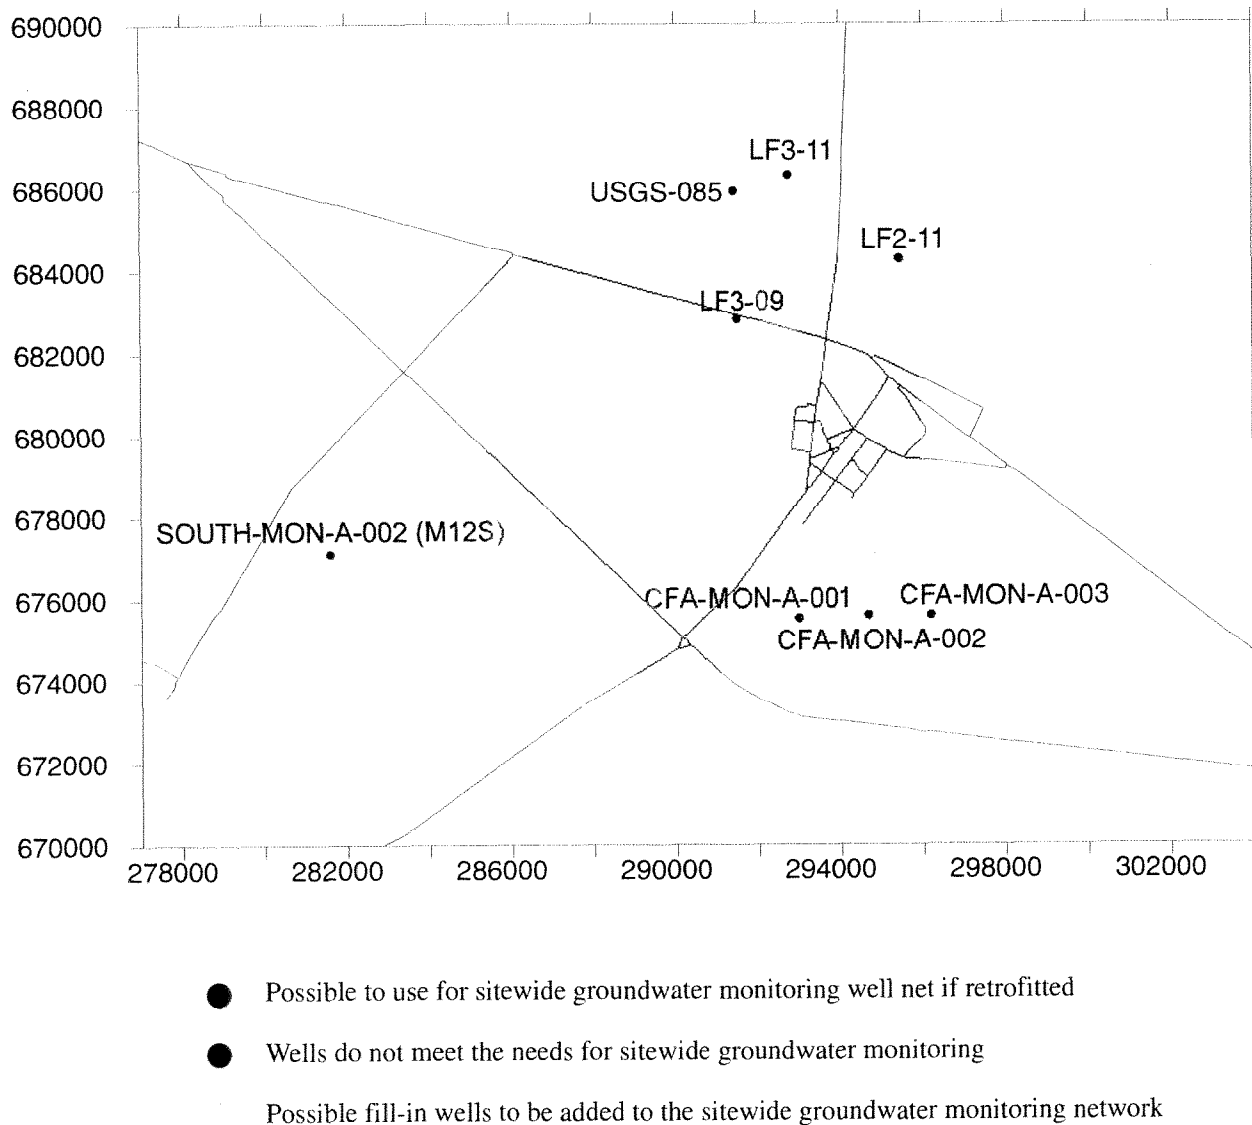 690000
688000
LF3-11
686000
USGS-085
LF2-11
684000
LF3-09
682000
680000
678000
SOUTH-MON-A-002 (M12S)
676000
CFA-MON-A-001
CFA-MON-A-003
CFA-MON-A-002
674000
672000
670000
278000 282000 286000 290000 294000 298000 302000
Possible to use for sitewide groundwater monitoring well net if retrofitted
Wells do not meet the needs for sitewide groundwater monitoring
Possible fill-in wells to be added to the sitewide groundwater monitoring network